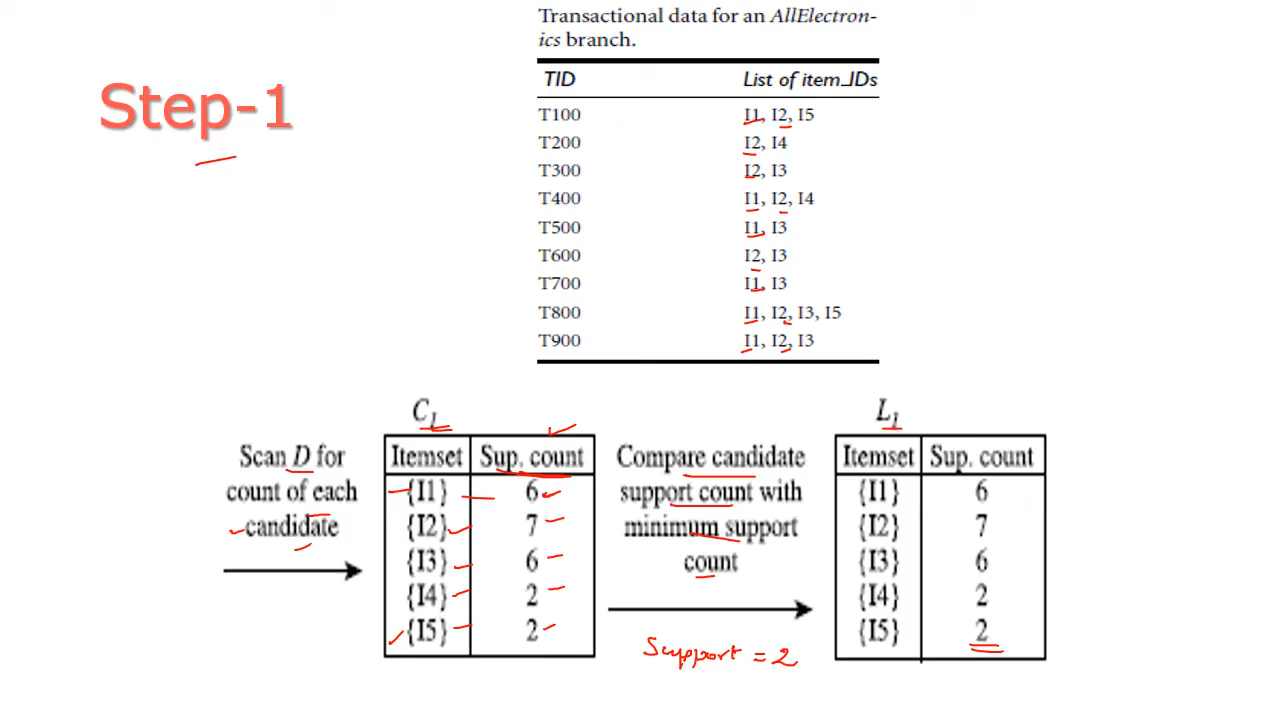 Transactional data for an AllElectron-
ics branch.
Step-1
TID List of item_IDs
T100 I1, I2, I5
T200 I2, I4
T300 I2, I3
T400 I1, I2, I4
T500 I1, I3
T600 I2, I3
T700 I1, I3
T800 I1, I2, I3, I5
T900 I1, I2, I3
Scan D for
count of each
candidate
C1
Itemset Sup. count
{I1} 6
{I2} 7
{I3} 6
{I4} 2
{I5} 2
Compare candidate
support count with
minimum support
count
Support = 2
L1
Itemset Sup. count
{I1} 6
{I2} 7
{I3} 6
{I4} 2
{I5} 2